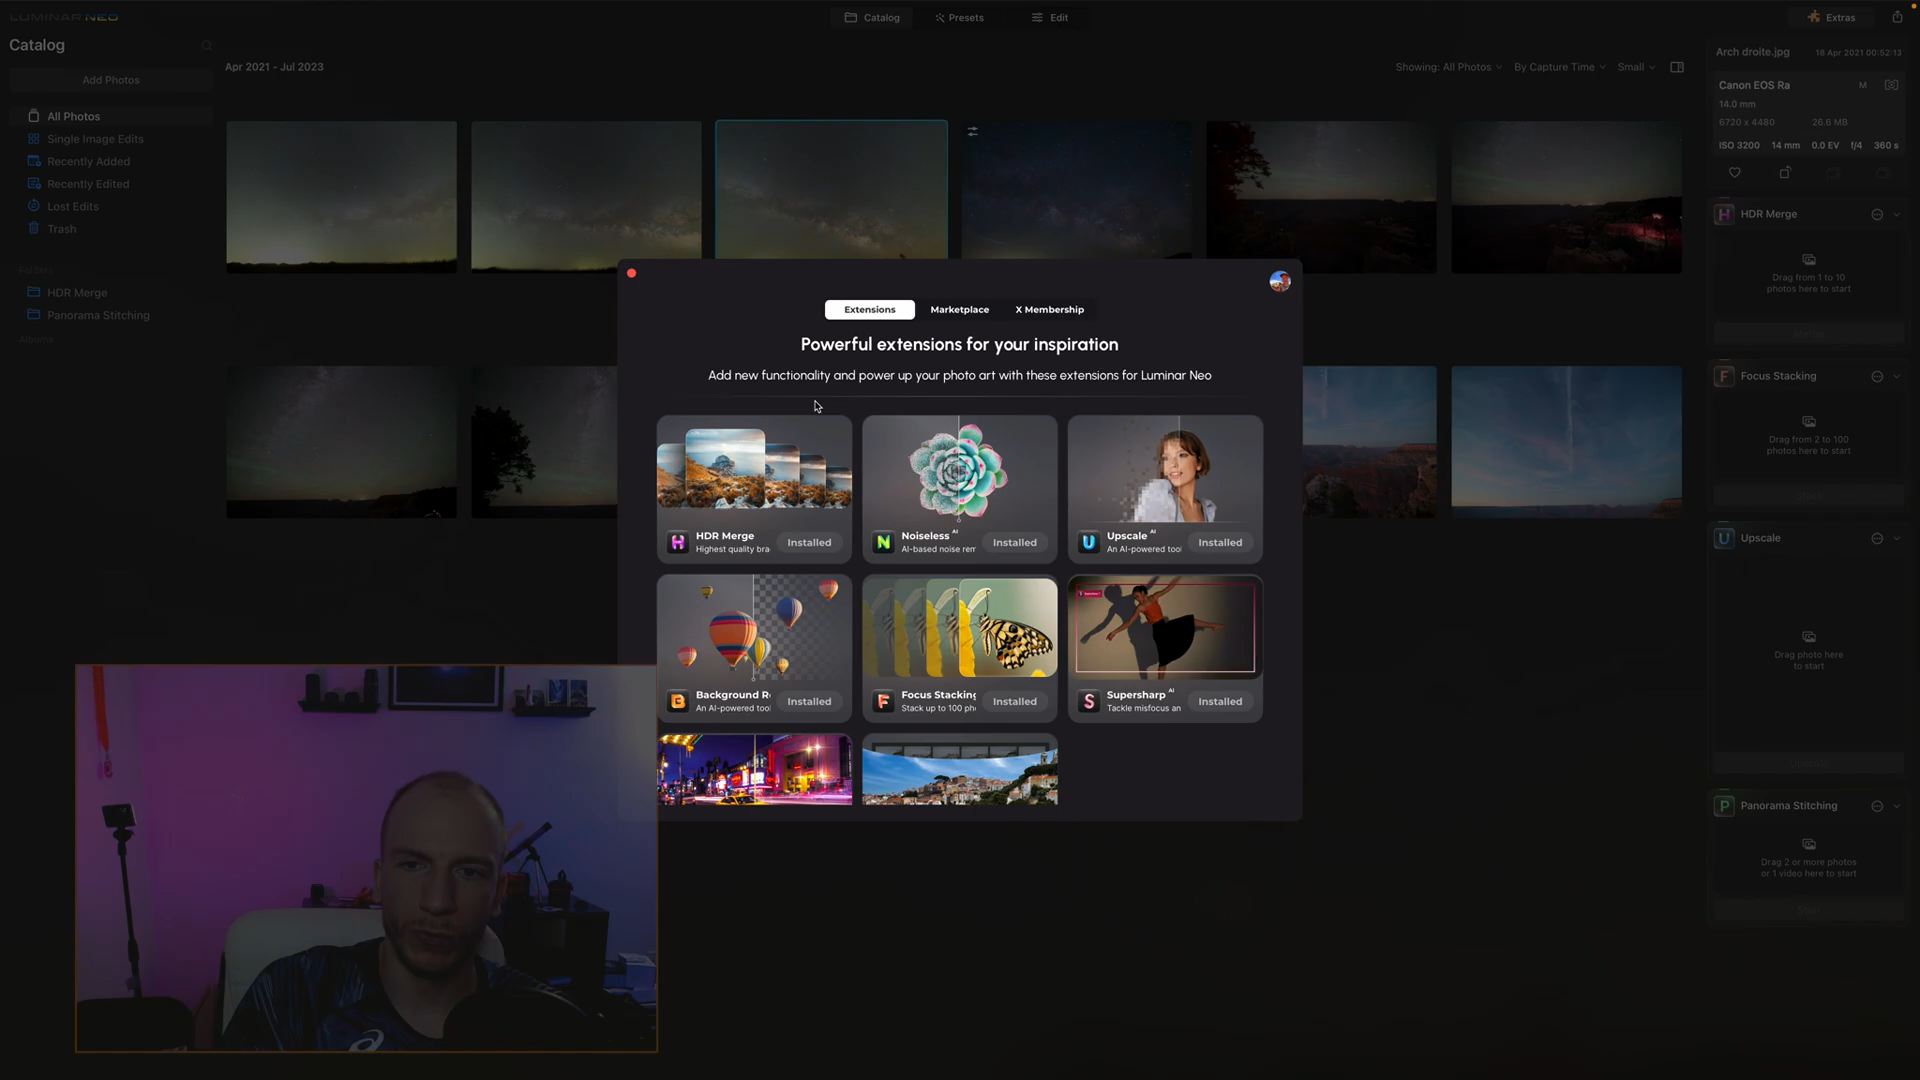 LUMINAR NEO
Catalog
Presets
Edit
Extras
Catalog
Add Photos
All Photos
Single Image Edits
Recently Added
Recently Edited
Lost Edits
Trash
Folders
HDR Merge
Panorama Stitching
Albums
Apr 2021 - Jul 2023
Showing: All Photos
By Capture Time
Small
Arch droite.jpg
18 Apr 2021 00:52:13
Canon EOS Ra
M
14.0 mm
6720 x 4480
26.6 MB
ISO 3200
14 mm
0.0 EV
f/4
360 s
HDR Merge
Drag from 1 to 10
photos here to start
Merge
Focus Stacking
Drag from 2 to 100
photos here to start
Stack
Upscale
Drag photo here
to start
Upscale
Panorama Stitching
Drag 2 or more photos
or 1 video here to start
Start
Extensions
Marketplace
X Membership
Powerful extensions for your inspiration
Add new functionality and power up your photo art with these extensions for Luminar Neo
HDR Merge
Highest quality bra
Installed
Noiseless AI
AI-based noise rem
Installed
Upscale AI
An AI-powered tool
Installed
Background R
An AI-powered tool
Installed
Focus Stacking
Stack up to 100 ph
Installed
Supersharp AI
Tackle misfocus an
Installed